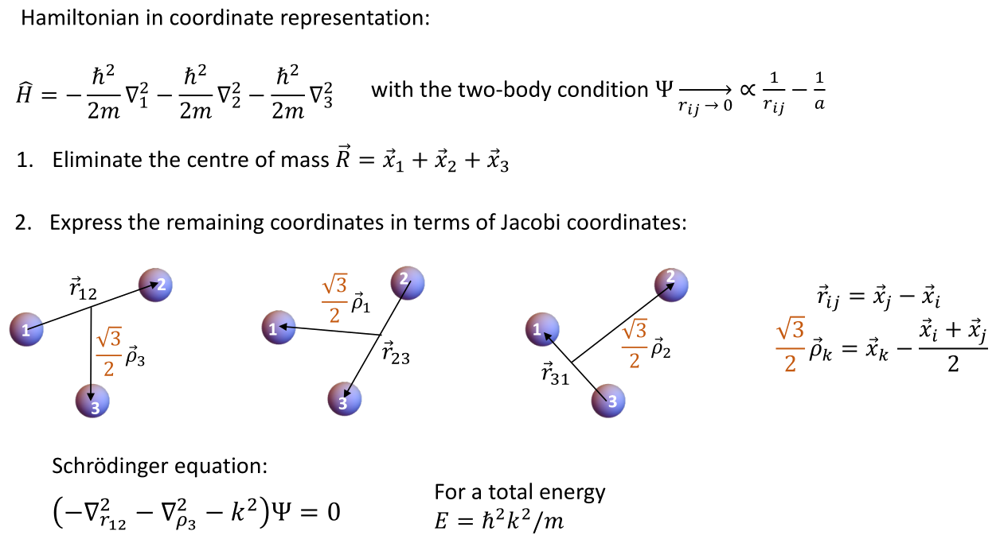 Hamiltonian in coordinate representation:
Ĥ = −ħ²/2m ∇₁² − ħ²/2m ∇₂² − ħ²/2m ∇₃² with the two-body condition Ψ ⟶ r_ij → 0 ∝ 1/r_ij − 1/a
1. Eliminate the centre of mass R⃗ = x⃗₁ + x⃗₂ + x⃗₃
2. Express the remaining coordinates in terms of Jacobi coordinates:
r⃗₁₂ 1 2 √3/2 ρ⃗₃ 3
√3/2 ρ⃗₁ 2 1 r⃗₂₃ 3
2 1 √3/2 ρ⃗₂ r⃗₃₁ 3
r⃗_ij = x⃗_j − x⃗_i
√3/2 ρ⃗_k = x⃗_k − (x⃗_i + x⃗_j)/2
Schrödinger equation:
(−∇²_r₁₂ − ∇²_ρ₃ − k²)Ψ = 0
For a total energy
E = ħ²k²/m